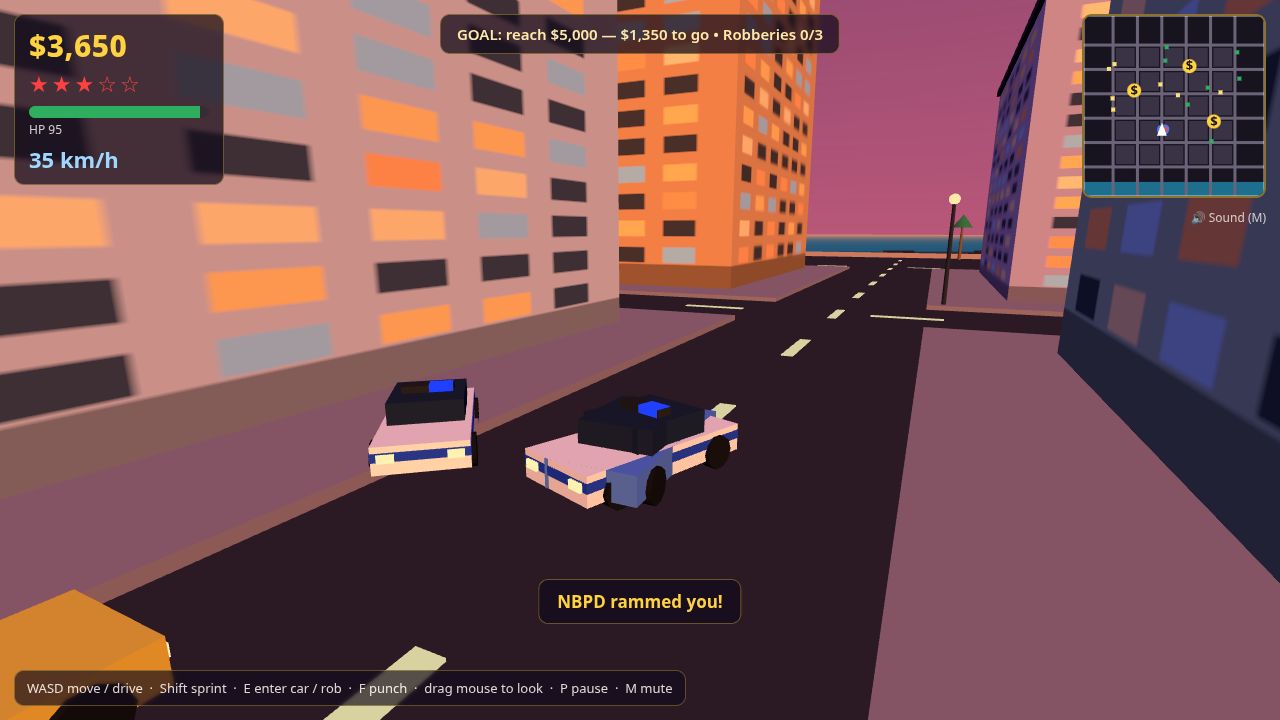 $3,650
★★★☆☆
HP 95
35 km/h
GOAL: reach $5,000 — $1,350 to go • Robberies 0/3
$
$
$
🔊 Sound (M)
NBPD rammed you!
WASD move / drive · Shift sprint · E enter car / rob · F punch · drag mouse to look · P pause · M mute